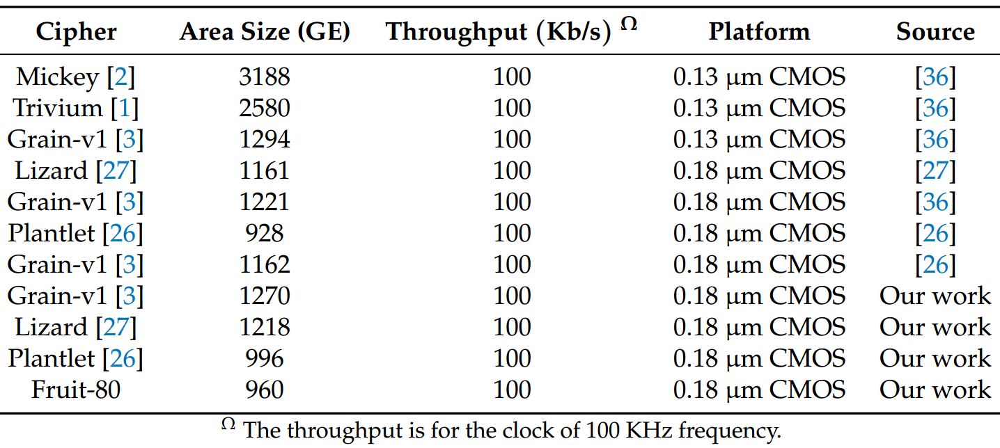 Cipher Area Size (GE) Throughput (Kb/s) Ω Platform Source
Mickey [2] 3188 100 0.13 µm CMOS [36]
Trivium [1] 2580 100 0.13 µm CMOS [36]
Grain-v1 [3] 1294 100 0.13 µm CMOS [36]
Lizard [27] 1161 100 0.18 µm CMOS [27]
Grain-v1 [3] 1221 100 0.18 µm CMOS [36]
Plantlet [26] 928 100 0.18 µm CMOS [26]
Grain-v1 [3] 1162 100 0.18 µm CMOS [26]
Grain-v1 [3] 1270 100 0.18 µm CMOS Our work
Lizard [27] 1218 100 0.18 µm CMOS Our work
Plantlet [26] 996 100 0.18 µm CMOS Our work
Fruit-80 960 100 0.18 µm CMOS Our work
Ω The throughput is for the clock of 100 KHz frequency.